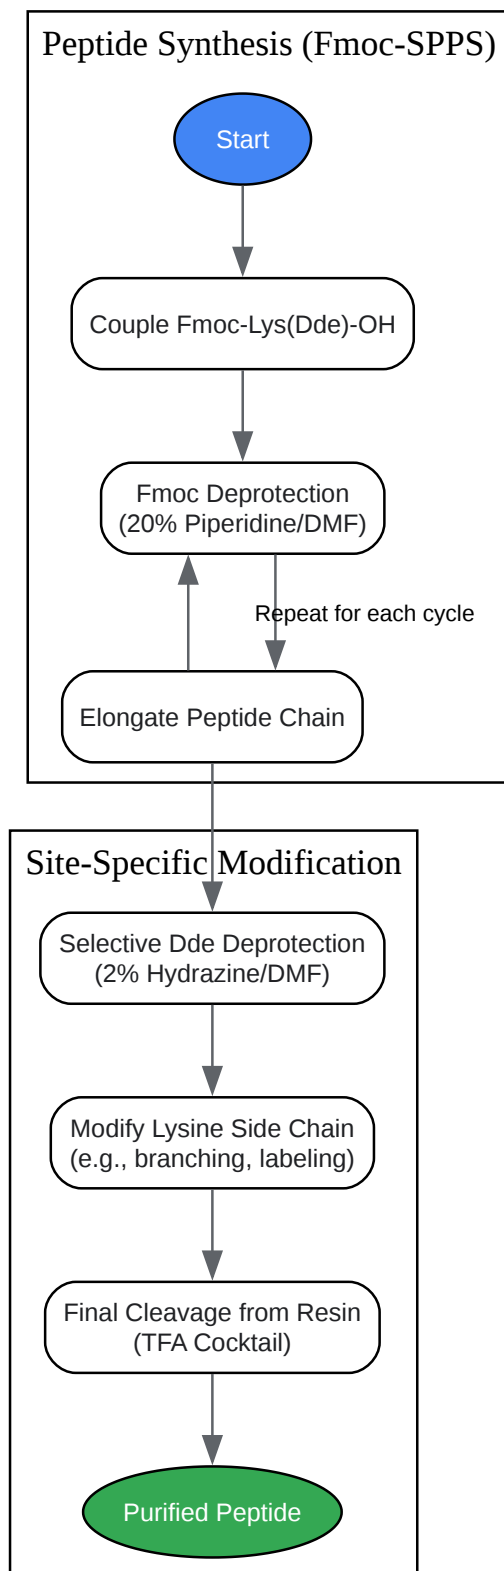 Peptide Synthesis (Fmoc-SPPS)
Start
Couple Fmoc-Lys(Dde)-OH
Fmoc Deprotection
(20% Piperidine/DMF)
Repeat for each cycle
Elongate Peptide Chain
Site-Specific Modification
Selective Dde Deprotection
(2% Hydrazine/DMF)
Modify Lysine Side Chain
(e.g., branching, labeling)
Final Cleavage from Resin
(TFA Cocktail)
Purified Peptide